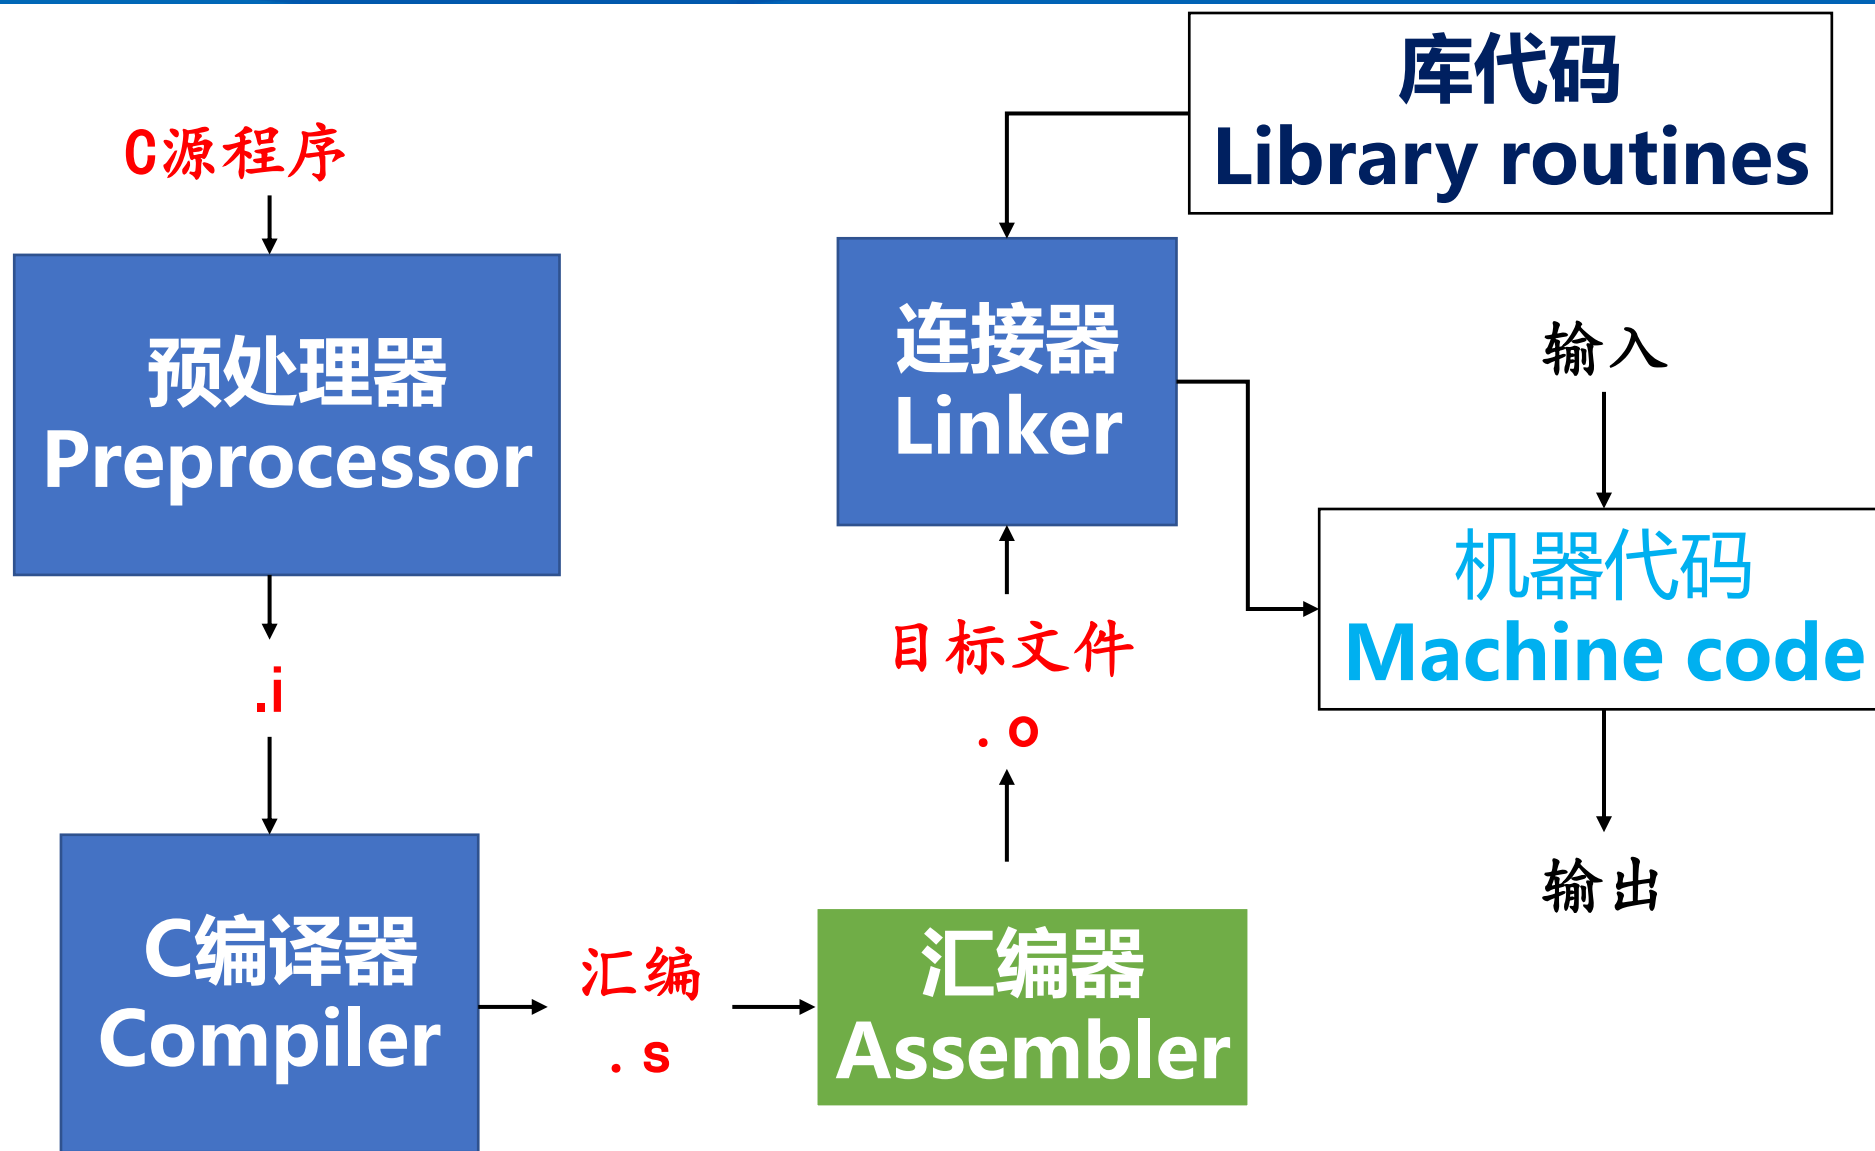 C源程序
预处理器
Preprocessor
.i
C编译器
Compiler
汇编
.s
汇编器
Assembler
目标文件
.o
连接器
Linker
库代码
Library routines
输入
机器代码
Machine code
输出